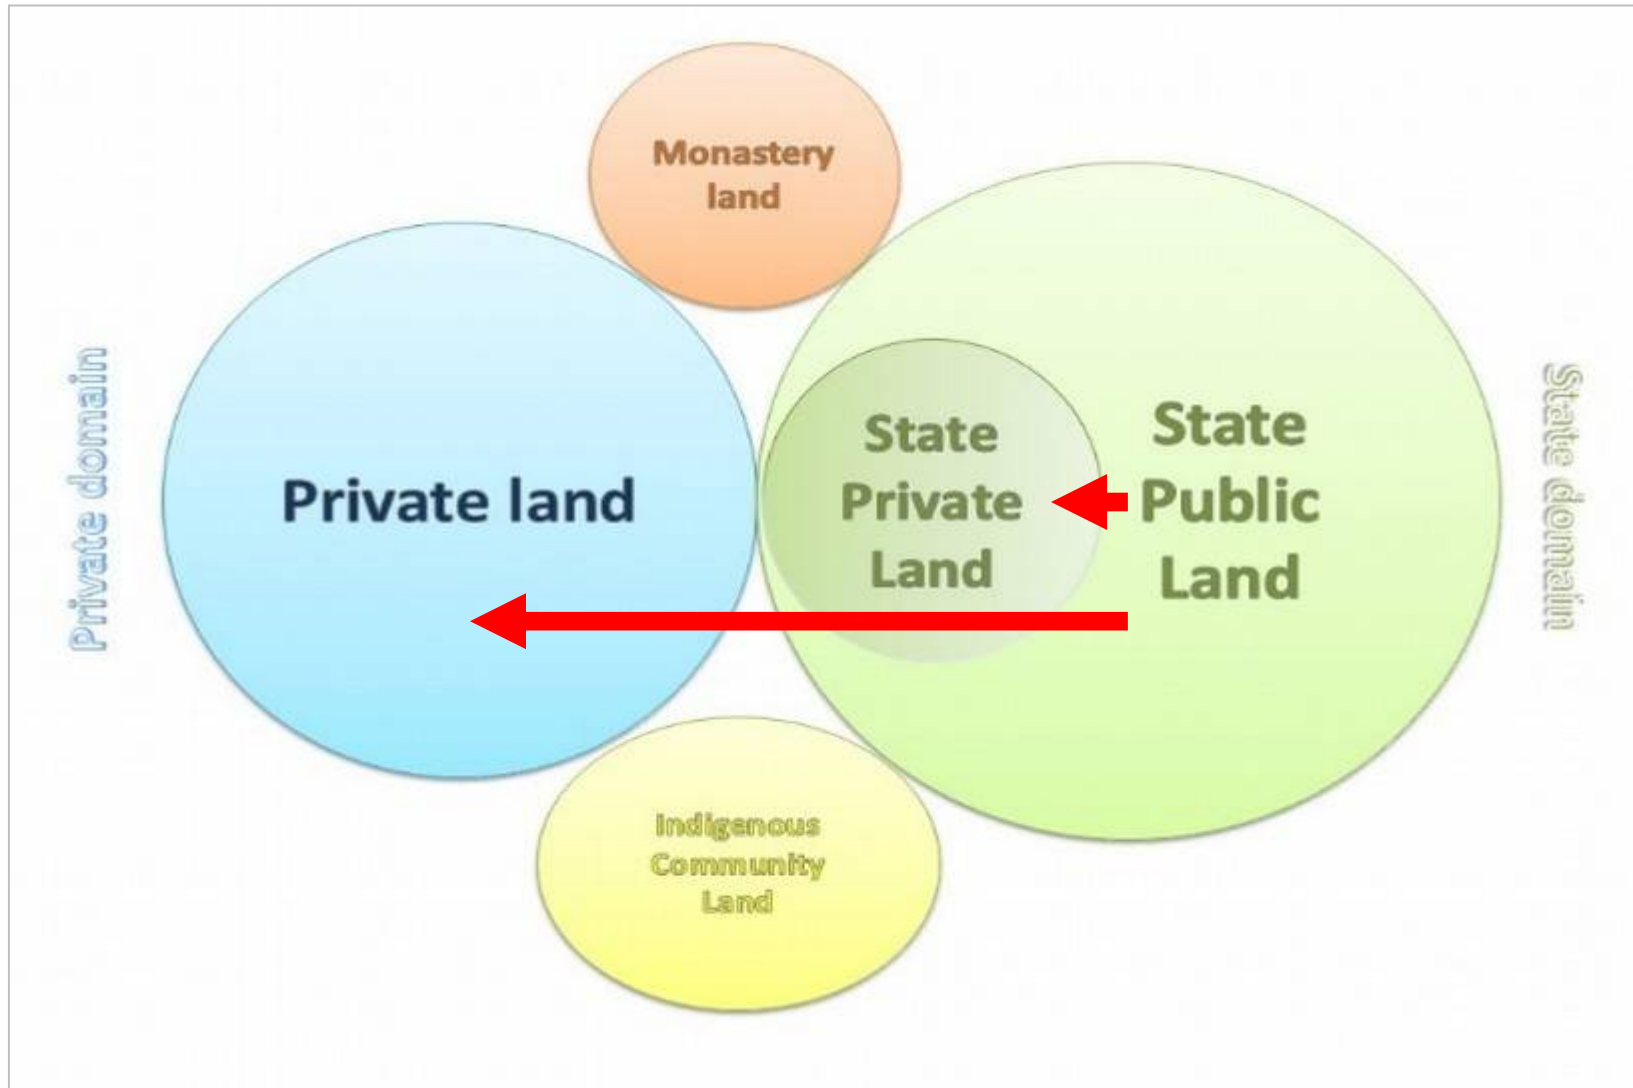 Monastery
land
Private domain
Private land
State
Private
Land
State
Public
Land
State domain
Indigenous
Community
Land